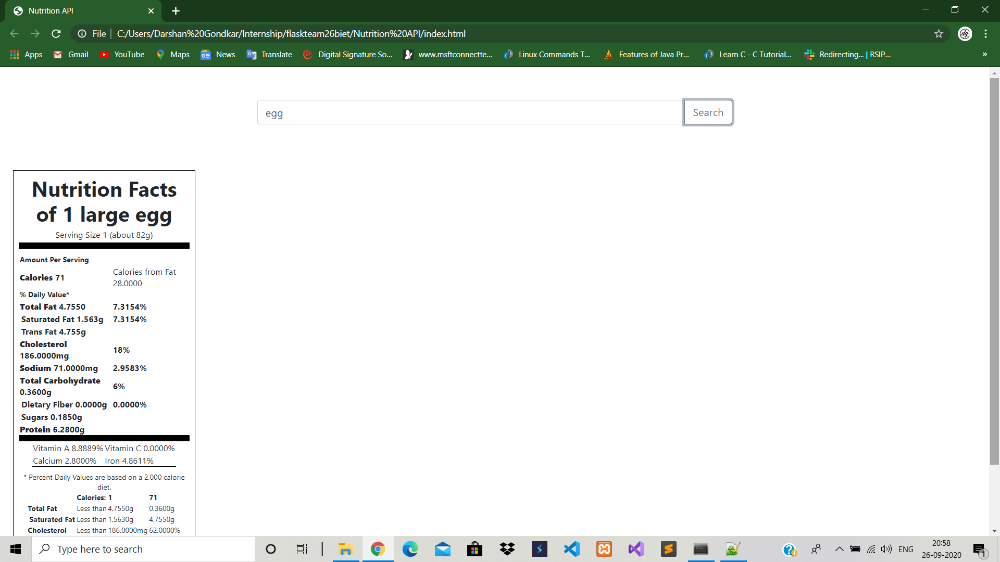 Nutrition API
File C:/Users/Darshan%20Gondkar/Internship/flaskteam26biet/Nutrition%20API/index.html
Apps Gmail YouTube Maps News Translate Digital Signature So... www.msftconnectte... Linux Commands T... Features of Java Pr... Learn C - C Tutorial... Redirecting... | RSIP... »
egg Search
Nutrition Facts
of 1 large egg
Serving Size 1 (about 82g)
Amount Per Serving
Calories 71 Calories from Fat
28.0000
% Daily Value*
Total Fat 4.7550 7.3154%
Saturated Fat 1.563g 7.3154%
Trans Fat 4.755g
Cholesterol
186.0000mg 18%
Sodium 71.0000mg 2.9583%
Total Carbohydrate
0.3600g 6%
Dietary Fiber 0.0000g 0.0000%
Sugars 0.1850g
Protein 6.2800g
Vitamin A 8.8889% Vitamin C 0.0000%
Calcium 2.8000% Iron 4.8611%
* Percent Daily Values are based on a 2,000 calorie
diet.
Calories: 1 71
Total Fat Less than 4.7550g 0.3600g
Saturated Fat Less than 1.5630g 4.7550g
Cholesterol Less than 186.0000mg 62.0000%
Type here to search
ENG
20:58
26-09-2020
1